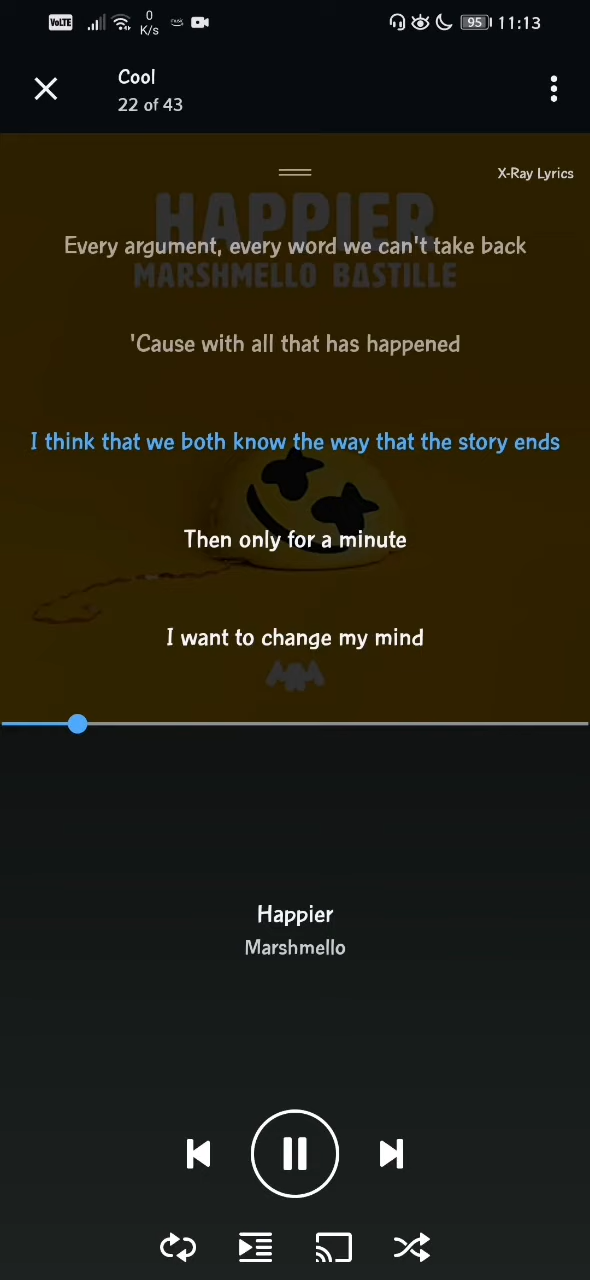 VoLTE 0 K/s 95 11:13
Cool
22 of 43
X-Ray Lyrics
HAPPIER
Every argument, every word we can't take back
MARSHMELLO BASTILLE
'Cause with all that has happened
I think that we both know the way that the story ends
Then only for a minute
I want to change my mind
Happier
Marshmello